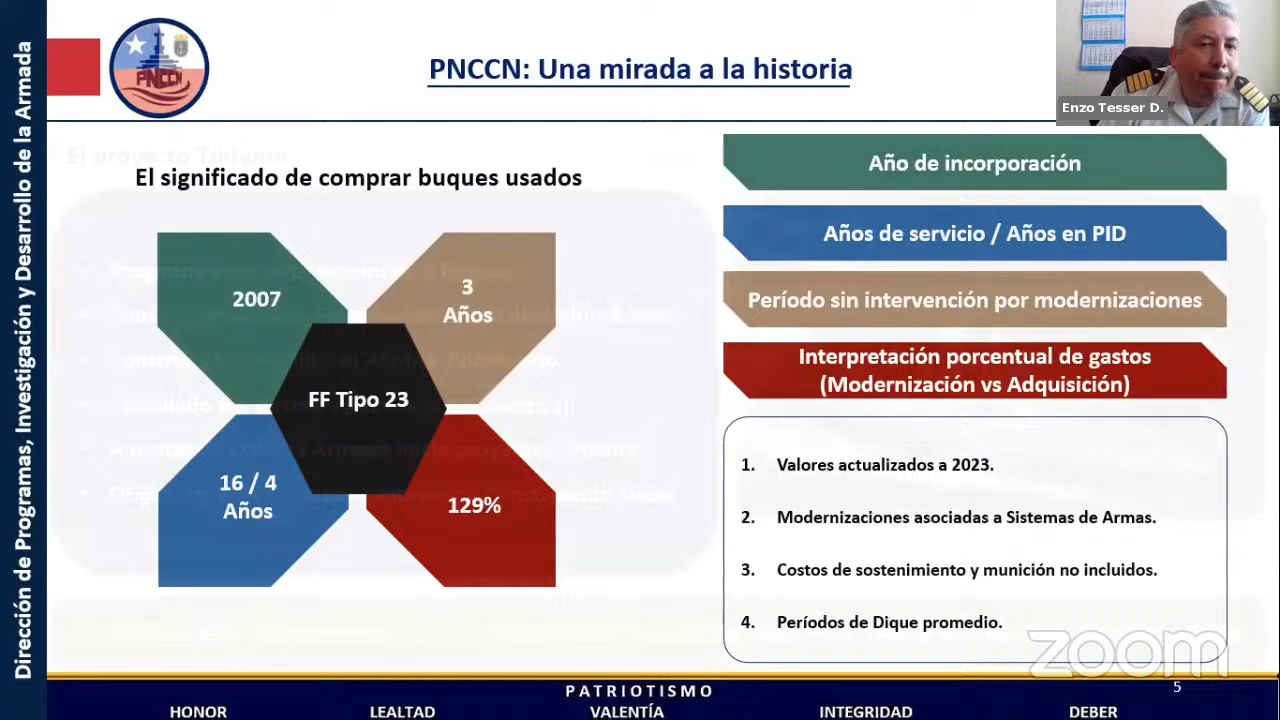 Dirección de Programas, Investigación y Desarrollo de la Armada
PNCCN
PNCCN: Una mirada a la historia
Enzo Tesser D.
El proyecto Tridente
El significado de comprar buques usados
2007
3
Años
FF Tipo 23
16 / 4
Años
129%
Año de incorporación
Años de servicio / Años en PID
Período sin intervención por modernizaciones
Interpretación porcentual de gastos
(Modernización vs Adquisición)
1. Valores actualizados a 2023.
2. Modernizaciones asociadas a Sistemas de Armas.
3. Costos de sostenimiento y munición no incluidos.
4. Períodos de Dique promedio.
zoom
5
PATRIOTISMO
HONOR LEALTAD VALENTÍA INTEGRIDAD DEBER